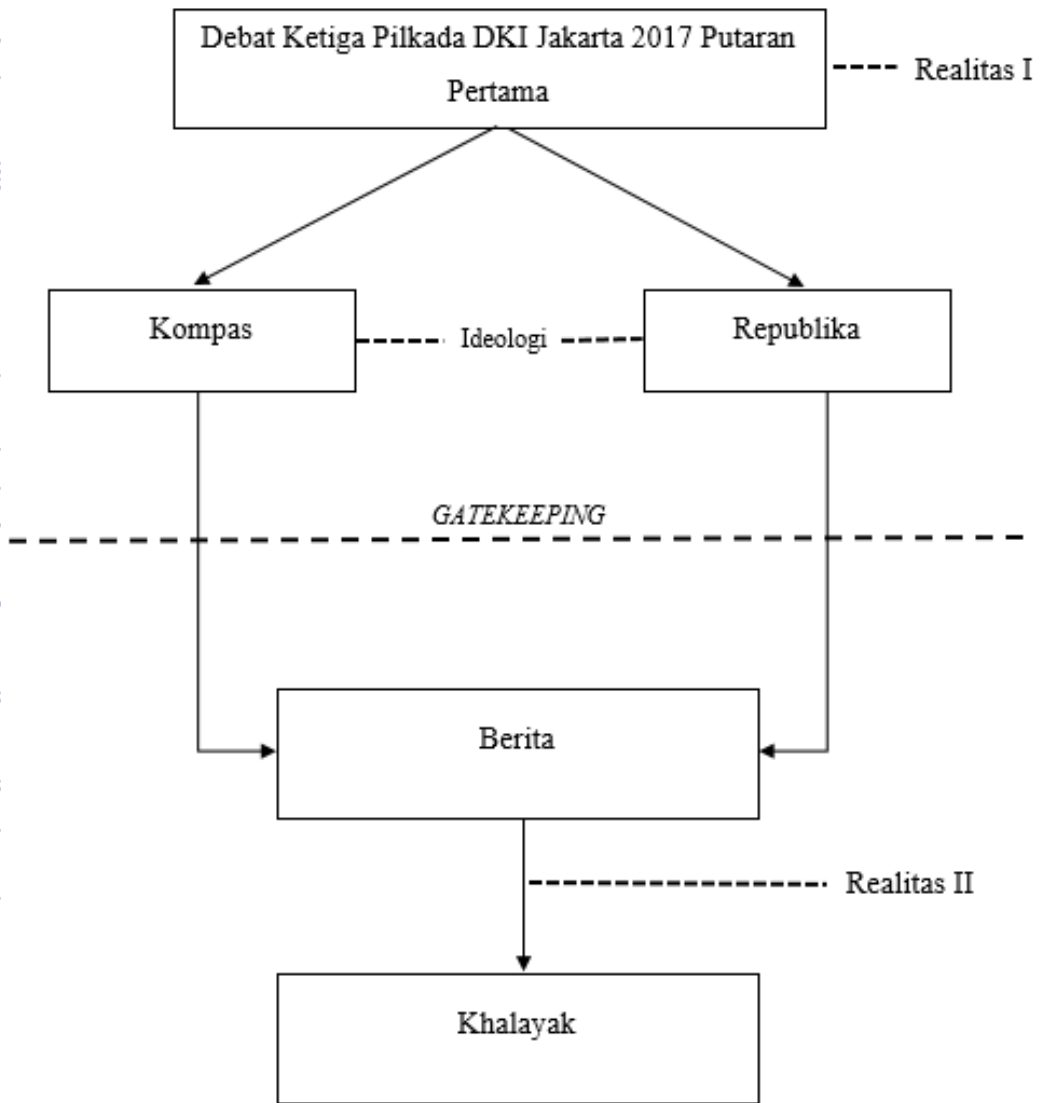 Debat Ketiga Pilkada DKI Jakarta 2017 Putaran
Pertama
Realitas I
Kompas
Ideologi
Republika
GATEKEEPING
Berita
Realitas II
Khalayak